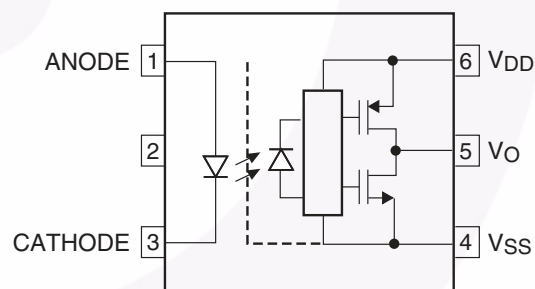 ANODE 1
2
CATHODE 3
6 VDD
5 VO
4 VSS